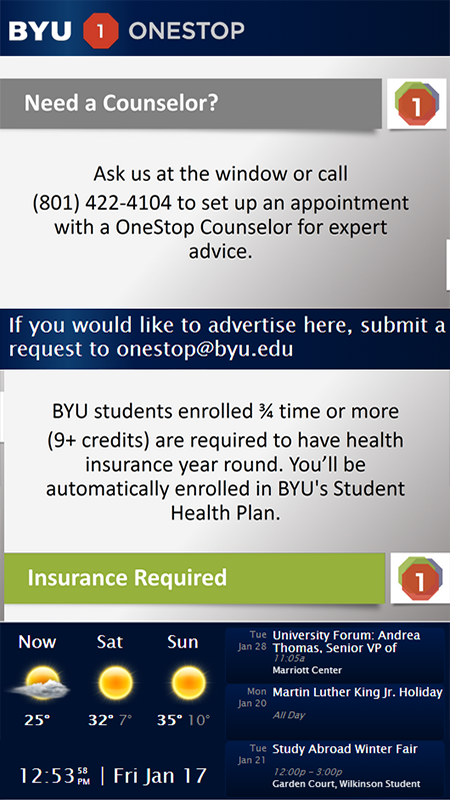 BYU 1 ONESTOP
Need a Counselor?
1
Ask us at the window or call
(801) 422-4104 to set up an appointment
with a OneStop Counselor for expert
advice.
If you would like to advertise here, submit a
request to onestop@byu.edu
BYU students enrolled ¾ time or more
(9+ credits) are required to have health
insurance year round. You’ll be
automatically enrolled in BYU's Student
Health Plan.
Insurance Required
1
Now Sat Sun
25° 32° 7° 35° 10°
12:53 58 PM | Fri Jan 17
Tue
Jan 28
University Forum: Andrea
Thomas, Senior VP of
11:05a
Marriott Center
Mon
Jan 20
Martin Luther King Jr. Holiday
All Day
Tue
Jan 21
Study Abroad Winter Fair
12:00p - 3:00p
Garden Court, Wilkinson Student